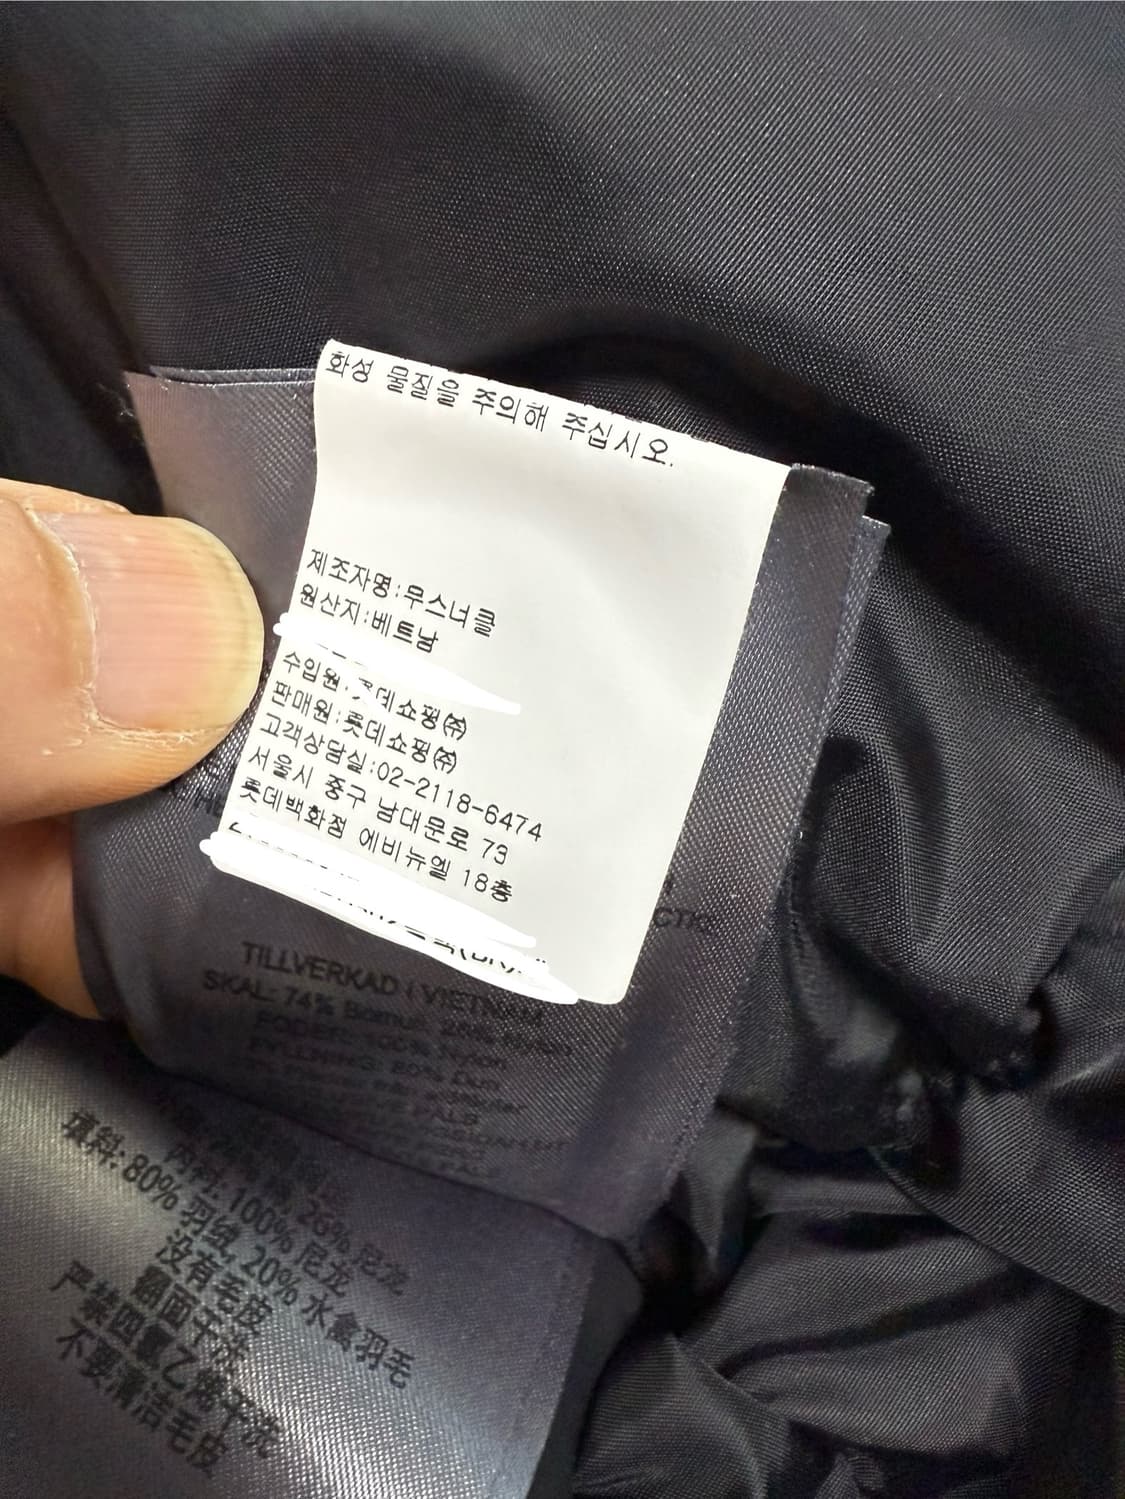 화성 물질을 주의해 주십시오.
제조자명:무스너클
원산지:베트남
수입원: 데쇼핑㈜
판매원:롯데쇼핑㈜
고객상담실:02-2118-6474
서울시 중구 남대문로 73
롯데백화점 에비뉴엘 18층
TILLVERKAD I VIETNAM
SKAL: 74% Bomull, 26% Nylon
FODER: 100% Nylon
FYLLNING: 80% Dun
26% 尼龙
内衬: 100% 尼龙
填料: 80% 羽绒 20% 水禽羽毛
没有毛皮
翻面干洗
严禁四氯乙烯干洗
不要清洁毛皮